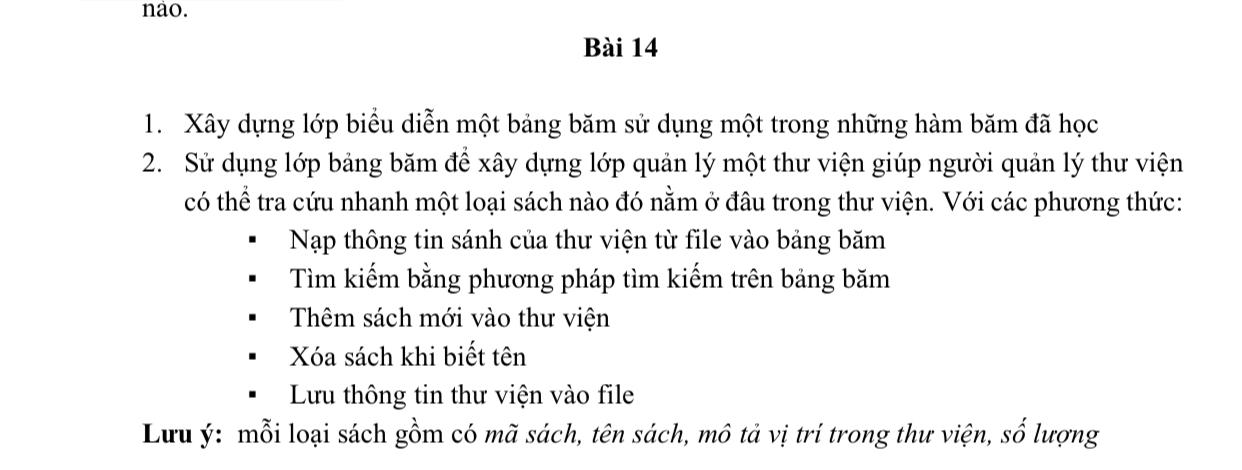 nào.
Bài 14
1. Xây dựng lớp biểu diễn một bảng băm sử dụng một trong những hàm băm đã học
2. Sử dụng lớp bảng băm để xây dựng lớp quản lý một thư viện giúp người quản lý thư viện
có thể tra cứu nhanh một loại sách nào đó nằm ở đâu trong thư viện. Với các phương thức:
▪ Nạp thông tin sánh của thư viện từ file vào bảng băm
▪ Tìm kiếm bằng phương pháp tìm kiếm trên bảng băm
▪ Thêm sách mới vào thư viện
▪ Xóa sách khi biết tên
▪ Lưu thông tin thư viện vào file
Lưu ý: mỗi loại sách gồm có mã sách, tên sách, mô tả vị trí trong thư viện, số lượng